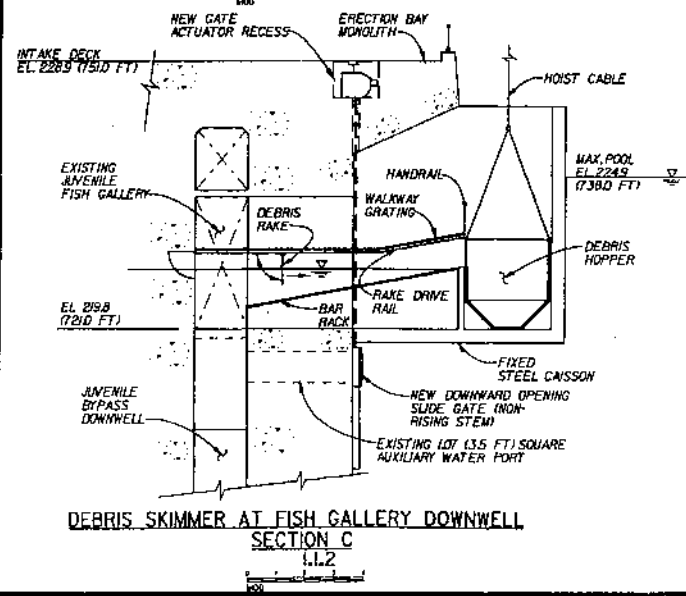 NEW GATE
ACTUATOR RECESS
ERECTION BAY
MONOLITH
INTAKE DECK
EL. 228.9 (751.0 FT)
HOIST CABLE
EXISTING
JUVENILE
FISH GALLERY
DEBRIS
RAKE
HANDRAIL
WALKWAY
GRATING
MAX. POOL
EL. 224.9
(738.0 FT)
DEBRIS
HOPPER
EL. 219.8
(721.0 FT)
BAR
RACK
RAKE DRIVE
RAIL
FIXED
STEEL CAISSON
JUVENILE
BYPASS
DOWNWELL
NEW DOWNWARD OPENING
SLIDE GATE (NON-
RISING STEM)
EXISTING 1.07 (3.5 FT) SQUARE
AUXILIARY WATER PORT
DEBRIS SKIMMER AT FISH GALLERY DOWNWELL
SECTION C
1.1.2